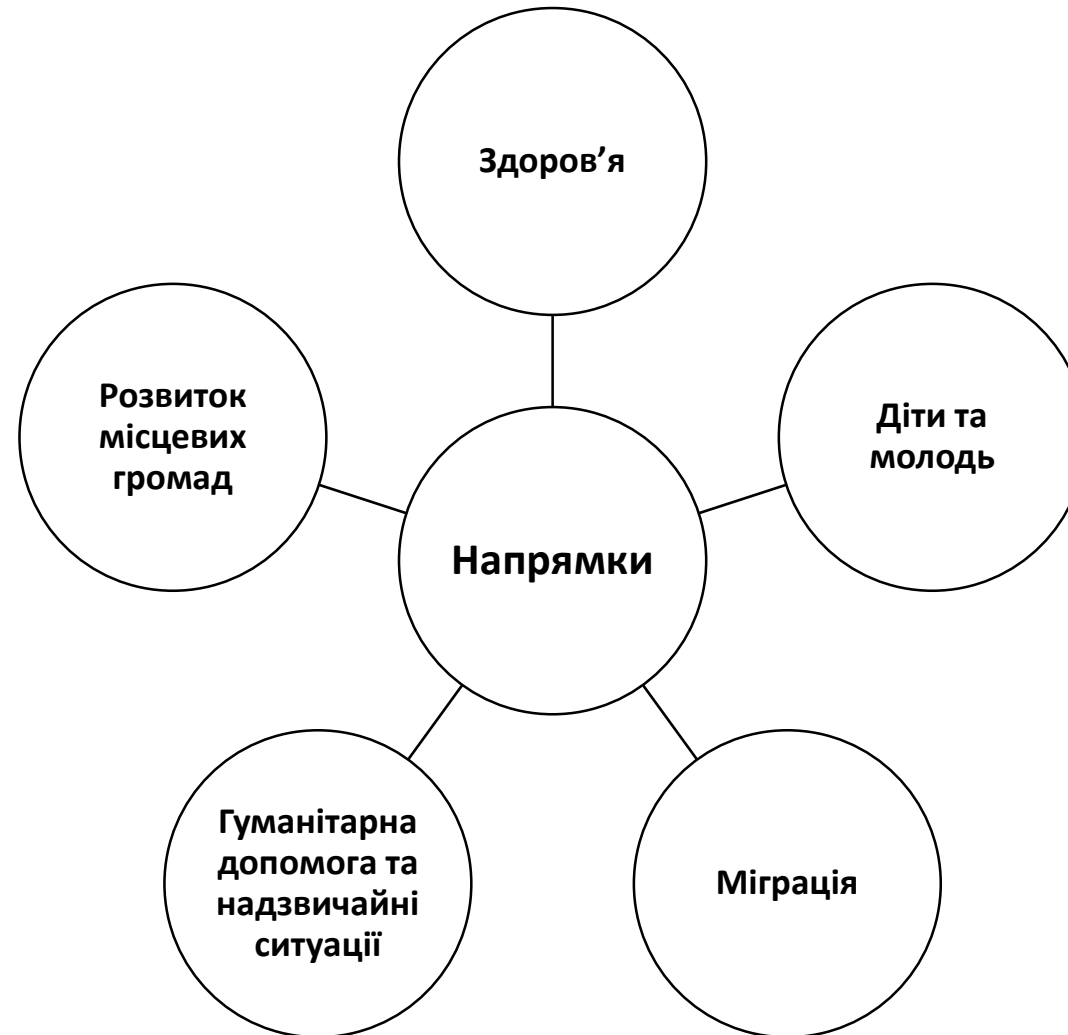 Здоров’я
Розвиток
місцевих
громад
Діти та
молодь
Напрямки
Гуманітарна
допомога та
надзвичайні
ситуації
Міграція